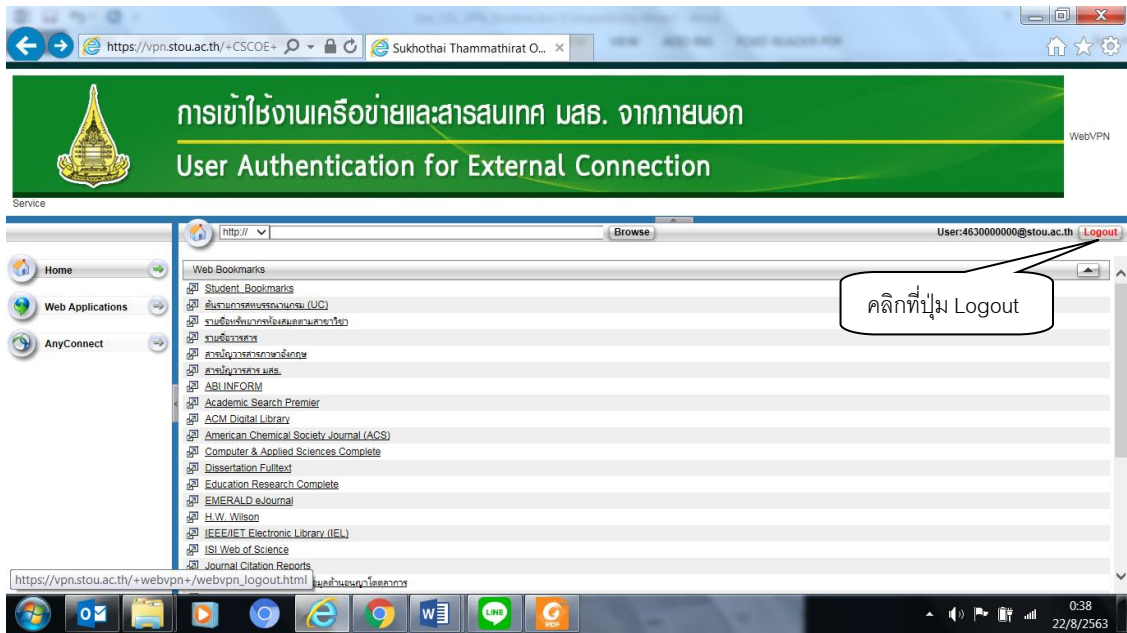 https://vpn.stou.ac.th/+CSCOE+
Sukhothai Thammathirat O...
การเข้าใช้งานเครือข่ายและสารสนเทศ มสธ. จากภายนอก
User Authentication for External Connection
WebVPN
Service
http://
Browse
User:4630000000@stou.ac.th
Logout
Home
Web Applications
AnyConnect
Web Bookmarks
Student Bookmarks
ต้นรายการสหบรรณานุกรม (UC)
รายชื่อทรัพยากรห้องสมุดตามสาขาวิชา
รายชื่อวารสาร
สารบัญวารสารภาษาอังกฤษ
สารบัญวารสาร มสธ.
ABI INFORM
Academic Search Premier
ACM Digital Library
American Chemical Society Journal (ACS)
Computer & Applied Sciences Complete
Dissertation Fulltext
Education Research Complete
EMERALD eJournal
H.W. Wilson
IEEE/IET Electronic Library (IEL)
ISI Web of Science
Journal Citation Reports
คลิกที่ปุ่ม Logout
https://vpn.stou.ac.th/+webvpn+/webvpn_logout.html
LINE
PDF
0:38
22/8/2563